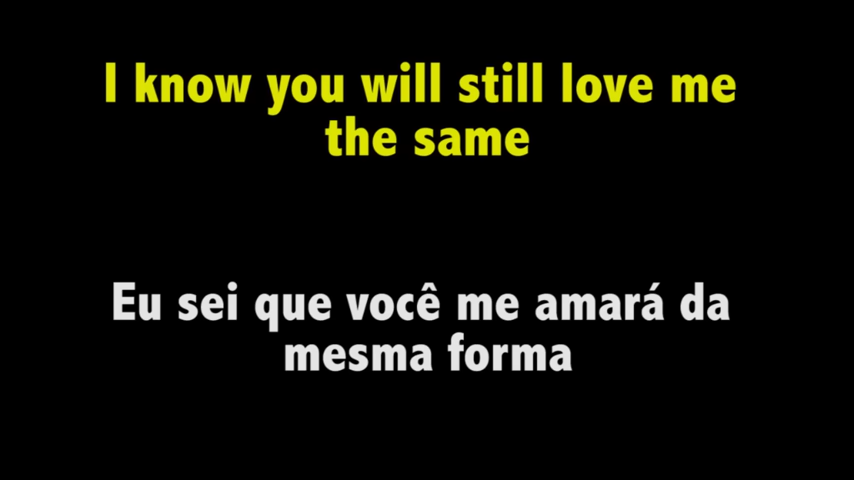 I know you will still love me
the same
Eu sei que você me amará da
mesma forma